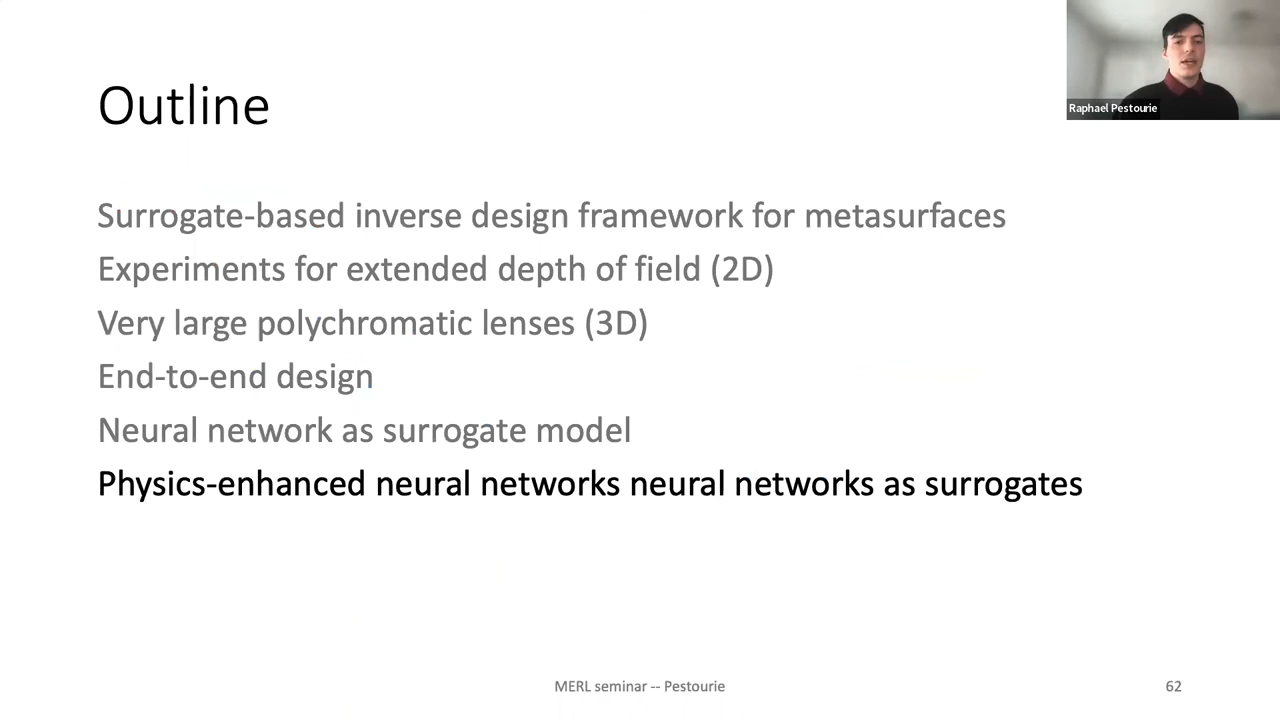 Outline
Raphael Pestourie
Surrogate-based inverse design framework for metasurfaces
Experiments for extended depth of field (2D)
Very large polychromatic lenses (3D)
End-to-end design
Neural network as surrogate model
Physics-enhanced neural networks neural networks as surrogates
MERL seminar -- Pestourie
62